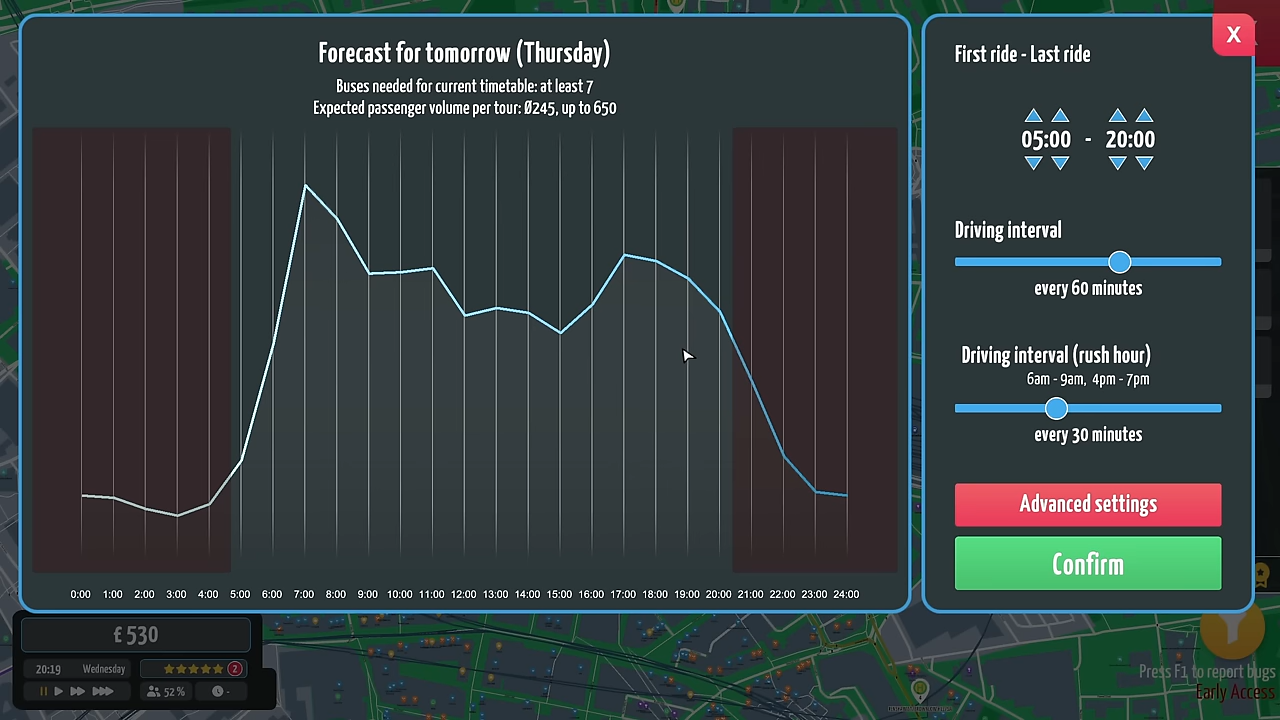 Forecast for tomorrow (Thursday)
Buses needed for current timetable: at least 7
Expected passenger volume per tour: Ø245, up to 650
0:00 1:00 2:00 3:00 4:00 5:00 6:00 7:00 8:00 9:00 10:00 11:00 12:00 13:00 14:00 15:00 16:00 17:00 18:00 19:00 20:00 21:00 22:00 23:00 24:00
X
First ride - Last ride
05:00 - 20:00
Driving interval
every 60 minutes
Driving interval (rush hour)
6am - 9am, 4pm - 7pm
every 30 minutes
Advanced settings
Confirm
£ 530
20:19 Wednesday 2
52 % -
Press F1 to report bugs
Early Access